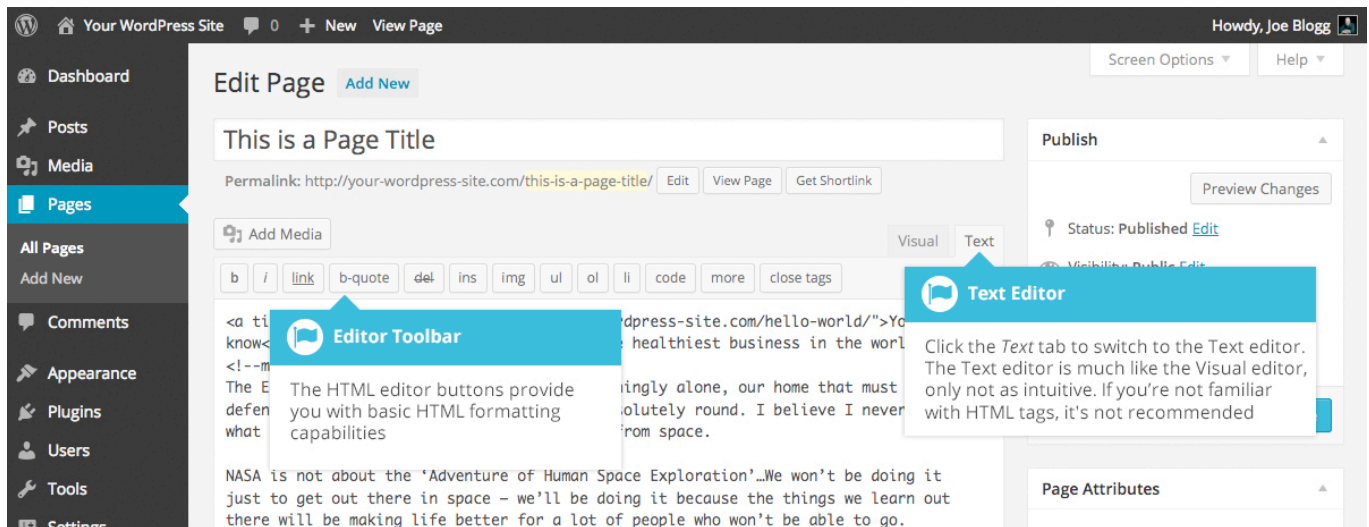 Your WordPress Site 0 + New View Page Howdy, Joe Blogg
Screen Options Help
Dashboard
Posts
Media
Pages
All Pages
Add New
Comments
Appearance
Plugins
Users
Tools
Settings
Edit Page Add New
This is a Page Title
Permalink: http://your-wordpress-site.com/this-is-a-page-title/ Edit View Page Get Shortlink
Add Media
Visual Text
b i link b-quote del ins img ul ol li code more close tags
<a ti dpress-site.com/hello-world/">Yo
know< healthiest business in the worl
<!--m
The E ingly alone, our home that must
defen solutely round. I believe I never
what from space.
NASA is not about the ‘Adventure of Human Space Exploration’…We won’t be doing it
just to get out there in space – we’ll be doing it because the things we learn out
there will be making life better for a lot of people who won’t be able to go.
Editor Toolbar
The HTML editor buttons provide
you with basic HTML formatting
capabilities
Text Editor
Click the Text tab to switch to the Text editor.
The Text editor is much like the Visual editor,
only not as intuitive. If you’re not familiar
with HTML tags, it's not recommended
Publish
Preview Changes
Status: Published Edit
Visibility: Public Edit
Page Attributes